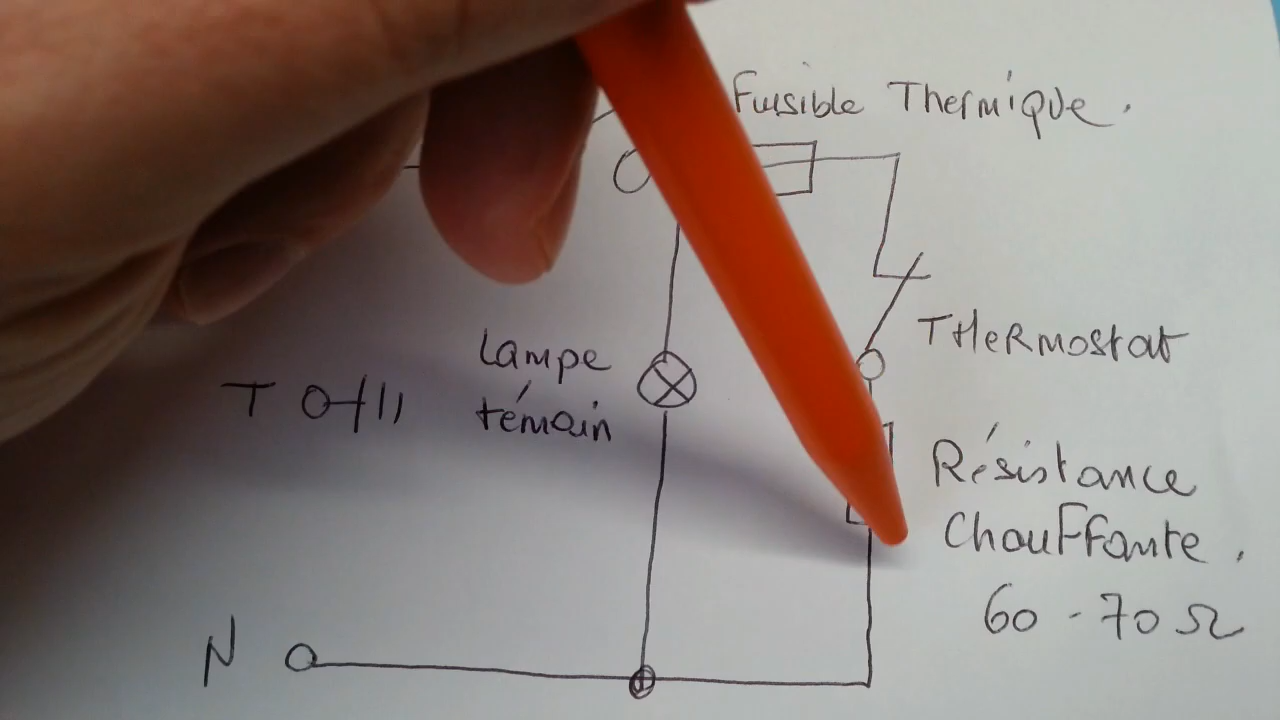 Fusible Thermique.
THeRmostat
Lampe
témoin
T
Résistance
ChauFFante.
60-70 Ω
N